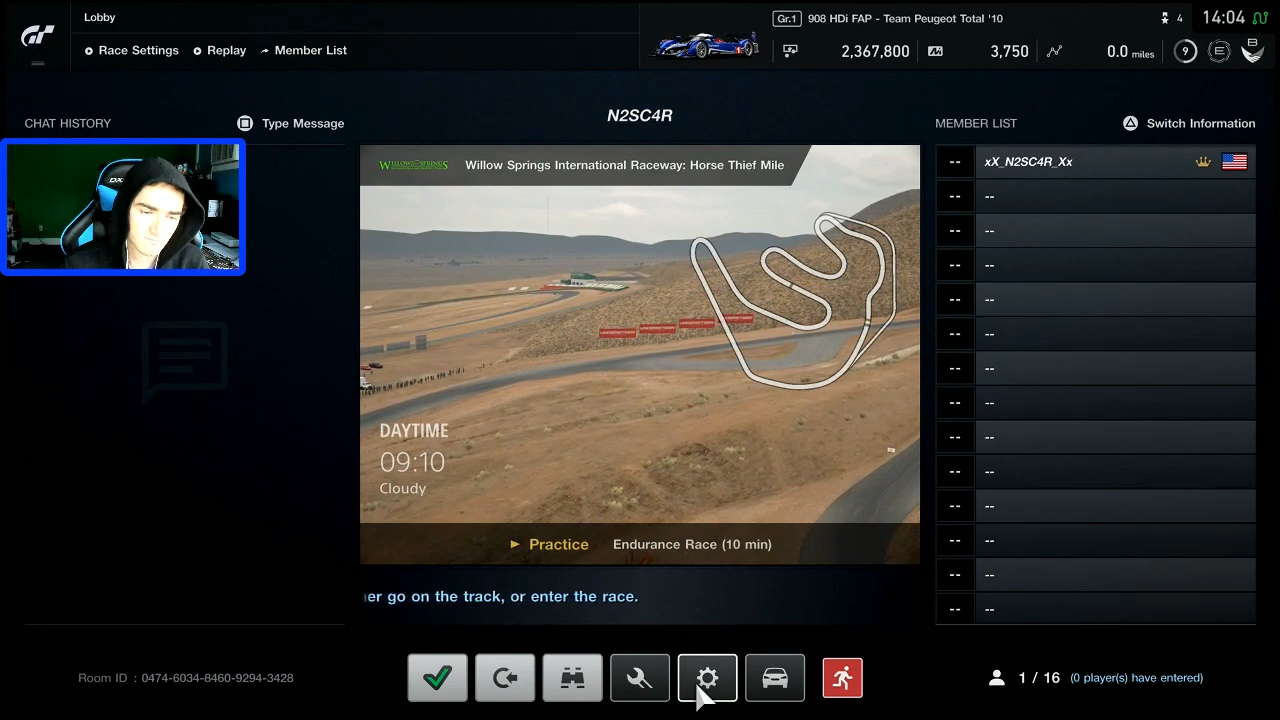 Lobby
Race Settings Replay Member List
Gr.1 908 HDi FAP - Team Peugeot Total '10
4 14:04
2,367,800 3,750 0.0 miles 9 E B
CHAT HISTORY Type Message
N2SC4R
MEMBER LIST Switch Information
DX
WILLOW SPRINGS Willow Springs International Raceway: Horse Thief Mile
-- xX_N2SC4R_Xx
-- --
-- --
-- --
-- --
-- --
-- --
-- --
-- --
-- --
-- --
-- --
-- --
-- --
DAYTIME
09:10
Cloudy
Practice Endurance Race (10 min)
er go on the track, or enter the race.
Room ID : 0474-6034-8460-9294-3428
1 / 16 (0 player(s) have entered)